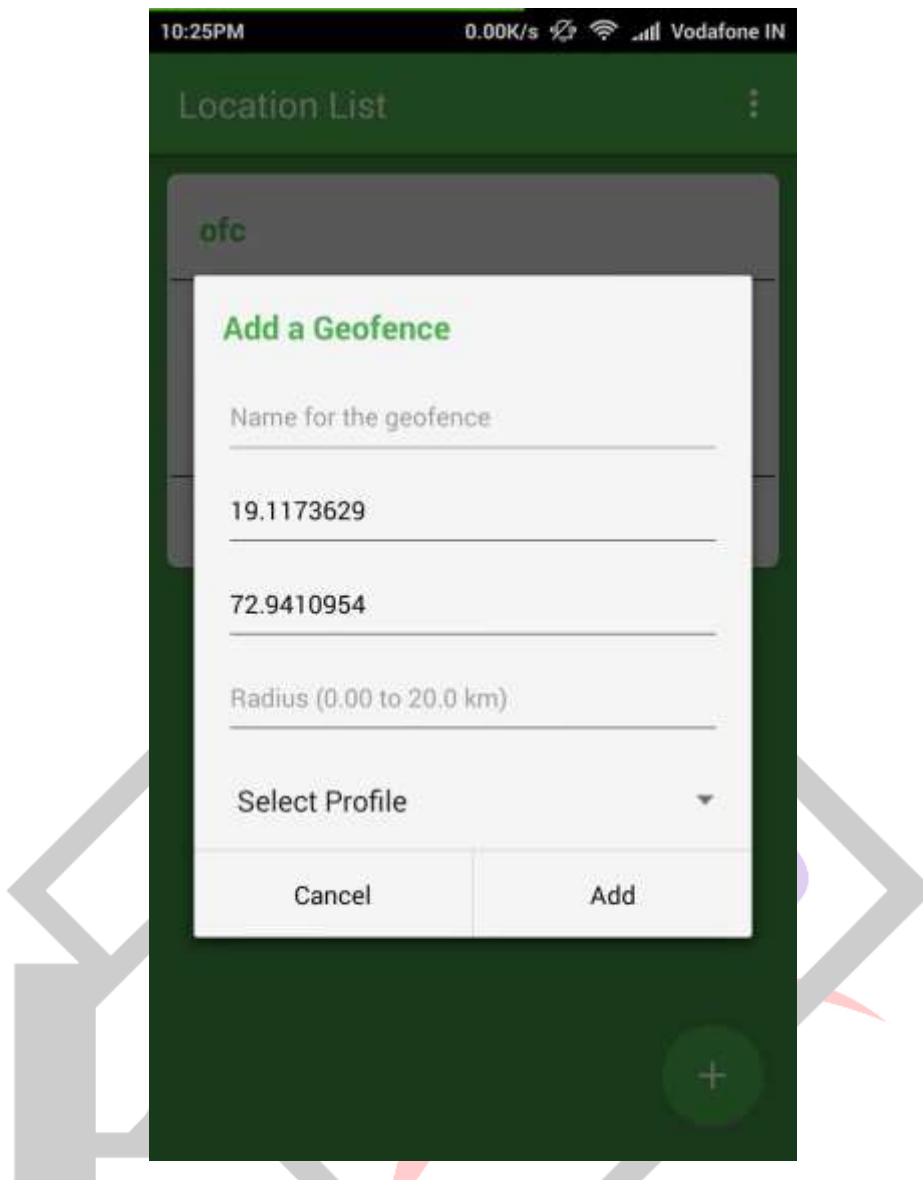 10:25PM 0.00K/s Vodafone IN
Location List
ofc
Add a Geofence
Name for the geofence
19.1173629
72.9410954
Radius (0.00 to 20.0 km)
Select Profile
Cancel Add
+